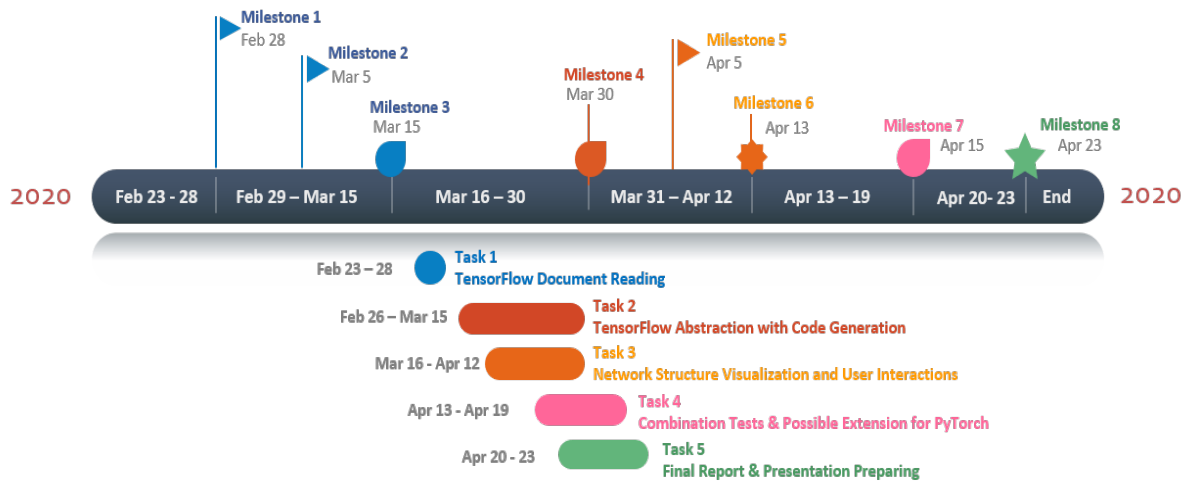 Milestone 1
Feb 28
Milestone 2
Mar 5
Milestone 3
Mar 15
Milestone 4
Mar 30
Milestone 5
Apr 5
Milestone 6
Apr 13
Milestone 7
Apr 15
Milestone 8
Apr 23
2020
Feb 23 - 28
Feb 29 – Mar 15
Mar 16 – 30
Mar 31 – Apr 12
Apr 13 – 19
Apr 20- 23
End
2020
Feb 23 – 28
Task 1
TensorFlow Document Reading
Feb 26 – Mar 15
Task 2
TensorFlow Abstraction with Code Generation
Mar 16 - Apr 12
Task 3
Network Structure Visualization and User Interactions
Apr 13 - Apr 19
Task 4
Combination Tests & Possible Extension for PyTorch
Apr 20 - 23
Task 5
Final Report & Presentation Preparing